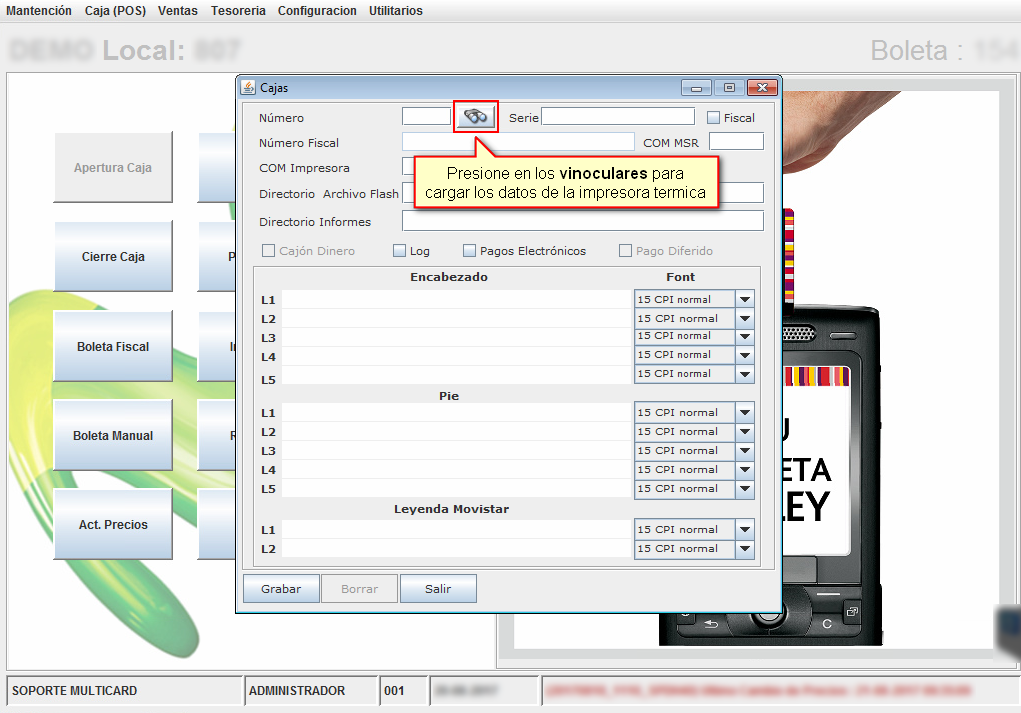 Mantención Caja (POS) Ventas Tesoreria Configuracion Utilitarios
DEMO Local: 807 Boleta : 154
Cajas
Número Serie Fiscal
Número Fiscal COM MSR
COM Impresora
Presione en los vinoculares para
cargar los datos de la impresora termica
Directorio Archivo Flash
Directorio Informes
Cajón Dinero Log Pagos Electrónicos Pago Diferido
Encabezado Font
L1 15 CPI normal
L2 15 CPI normal
L3 15 CPI normal
L4 15 CPI normal
L5 15 CPI normal
Pie
L1 15 CPI normal
L2 15 CPI normal
L3 15 CPI normal
L4 15 CPI normal
L5 15 CPI normal
Leyenda Movistar
L1 15 CPI normal
L2 15 CPI normal
Grabar Borrar Salir
Apertura Caja
Cierre Caja P
Boleta Fiscal I
Boleta Manual R
Act. Precios
U
ETA
LEY
C
SOPORTE MULTICARD ADMINISTRADOR 001